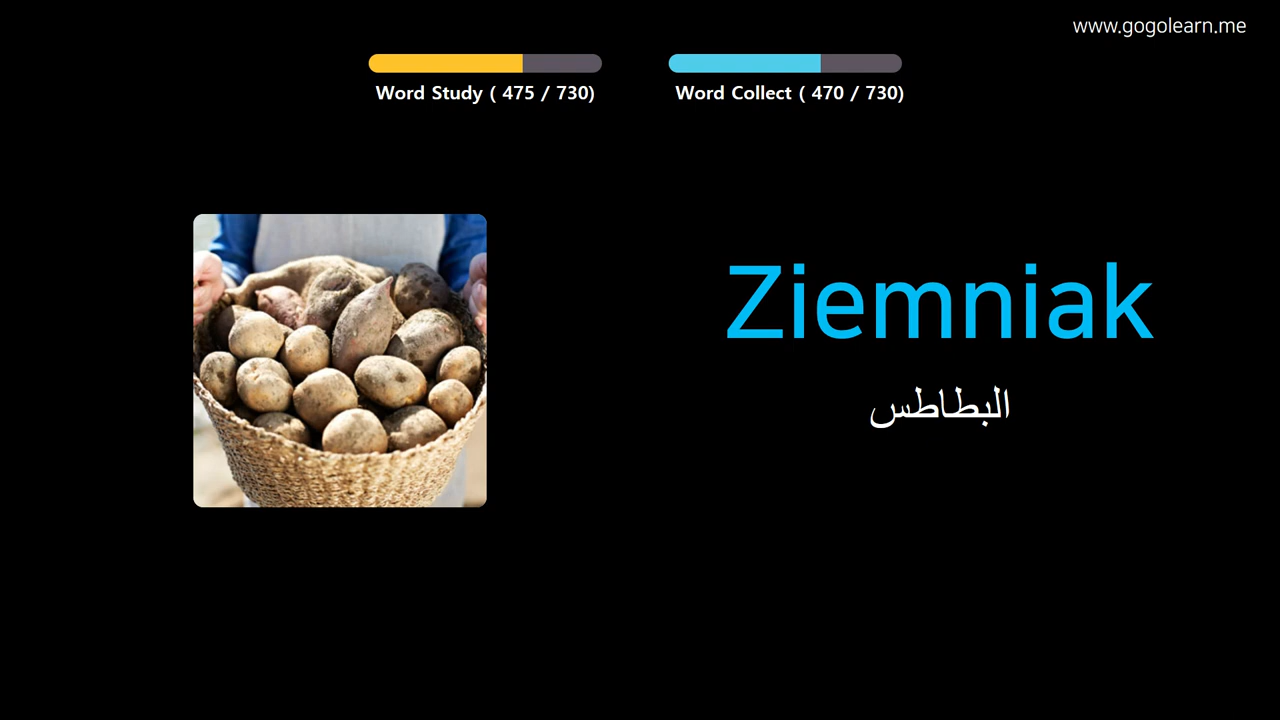 www.gogolearn.me
Word Study ( 475 / 730)
Word Collect ( 470 / 730)
Ziemniak
البطاطس